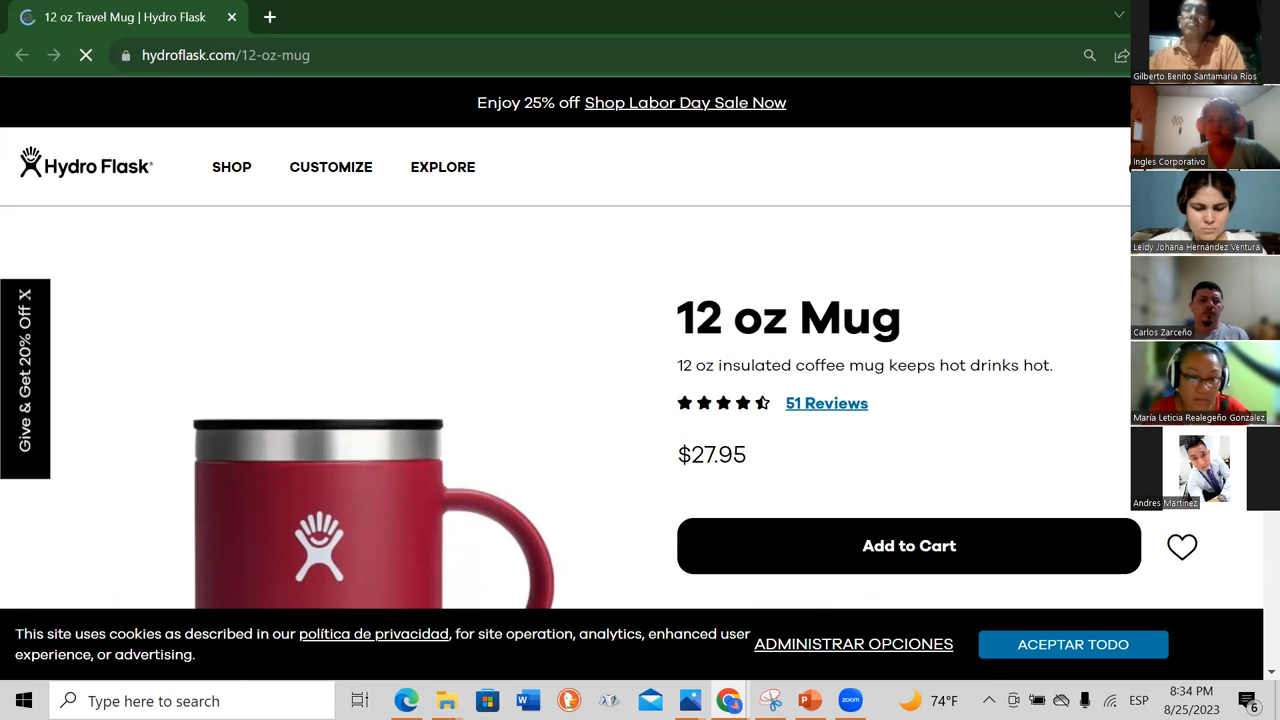 12 oz Travel Mug | Hydro Flask
hydroflask.com/12-oz-mug
Enjoy 25% off Shop Labor Day Sale Now
Hydro Flask
SHOP
CUSTOMIZE
EXPLORE
Give & Get 20% Off X
12 oz Mug
12 oz insulated coffee mug keeps hot drinks hot.
51 Reviews
$27.95
Add to Cart
This site uses cookies as described in our política de privacidad, for site operation, analytics, enhanced user
experience, or advertising.
ADMINISTRAR OPCIONES
ACEPTAR TODO
Gilberto Benito Santamaria Rios
Ingles Corporativo
Leidy Johana Hernández Ventura
Carlos Zarceño
María Leticia Realegeño González
Andres Martinez
Type here to search
zoom
74°F
ESP
8:34 PM
8/25/2023
6